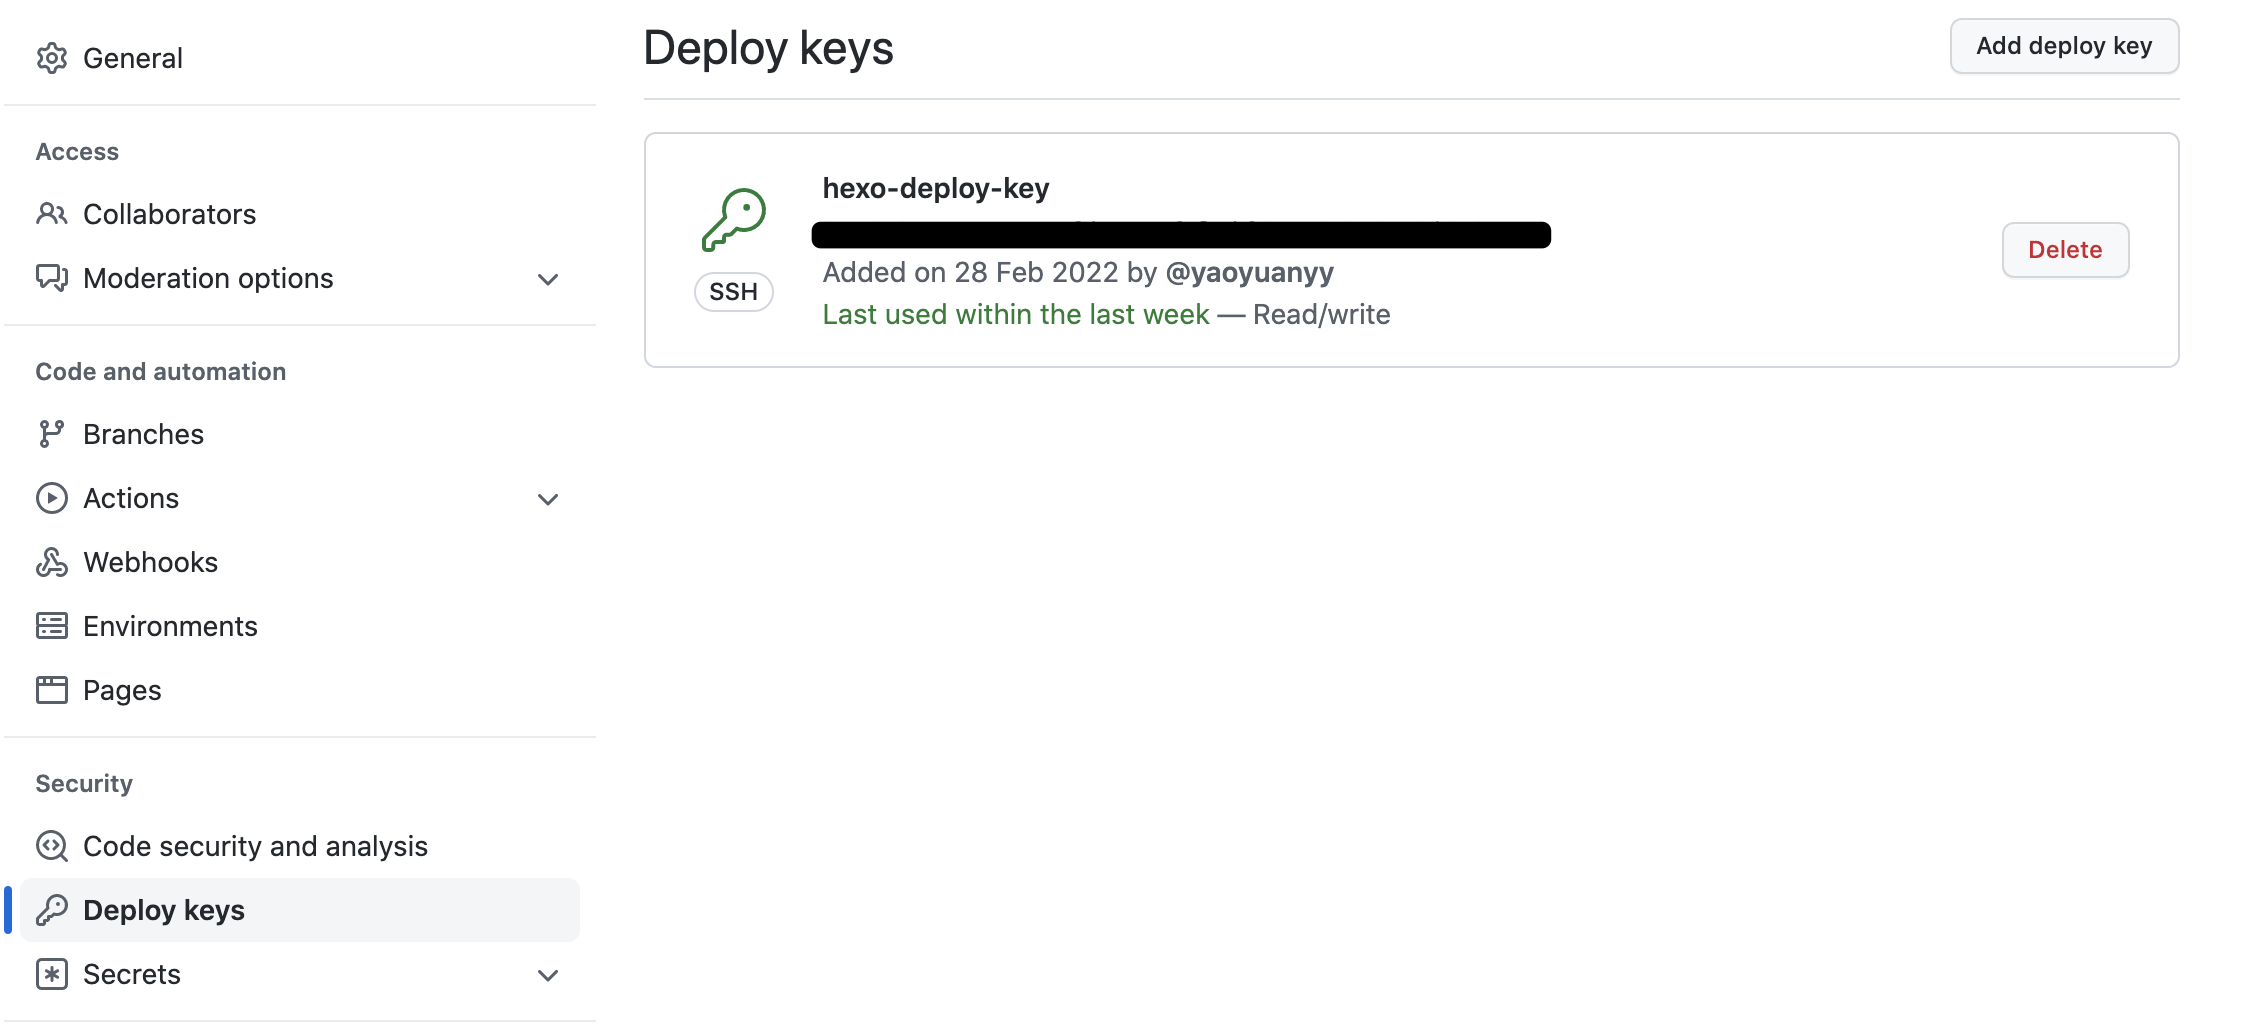 General
Access
Collaborators
Moderation options
Code and automation
Branches
Actions
Webhooks
Environments
Pages
Security
Code security and analysis
Deploy keys
Secrets
Deploy keys
Add deploy key
hexo-deploy-key
Added on 28 Feb 2022 by @yaoyuanyy
Last used within the last week — Read/write
SSH
Delete